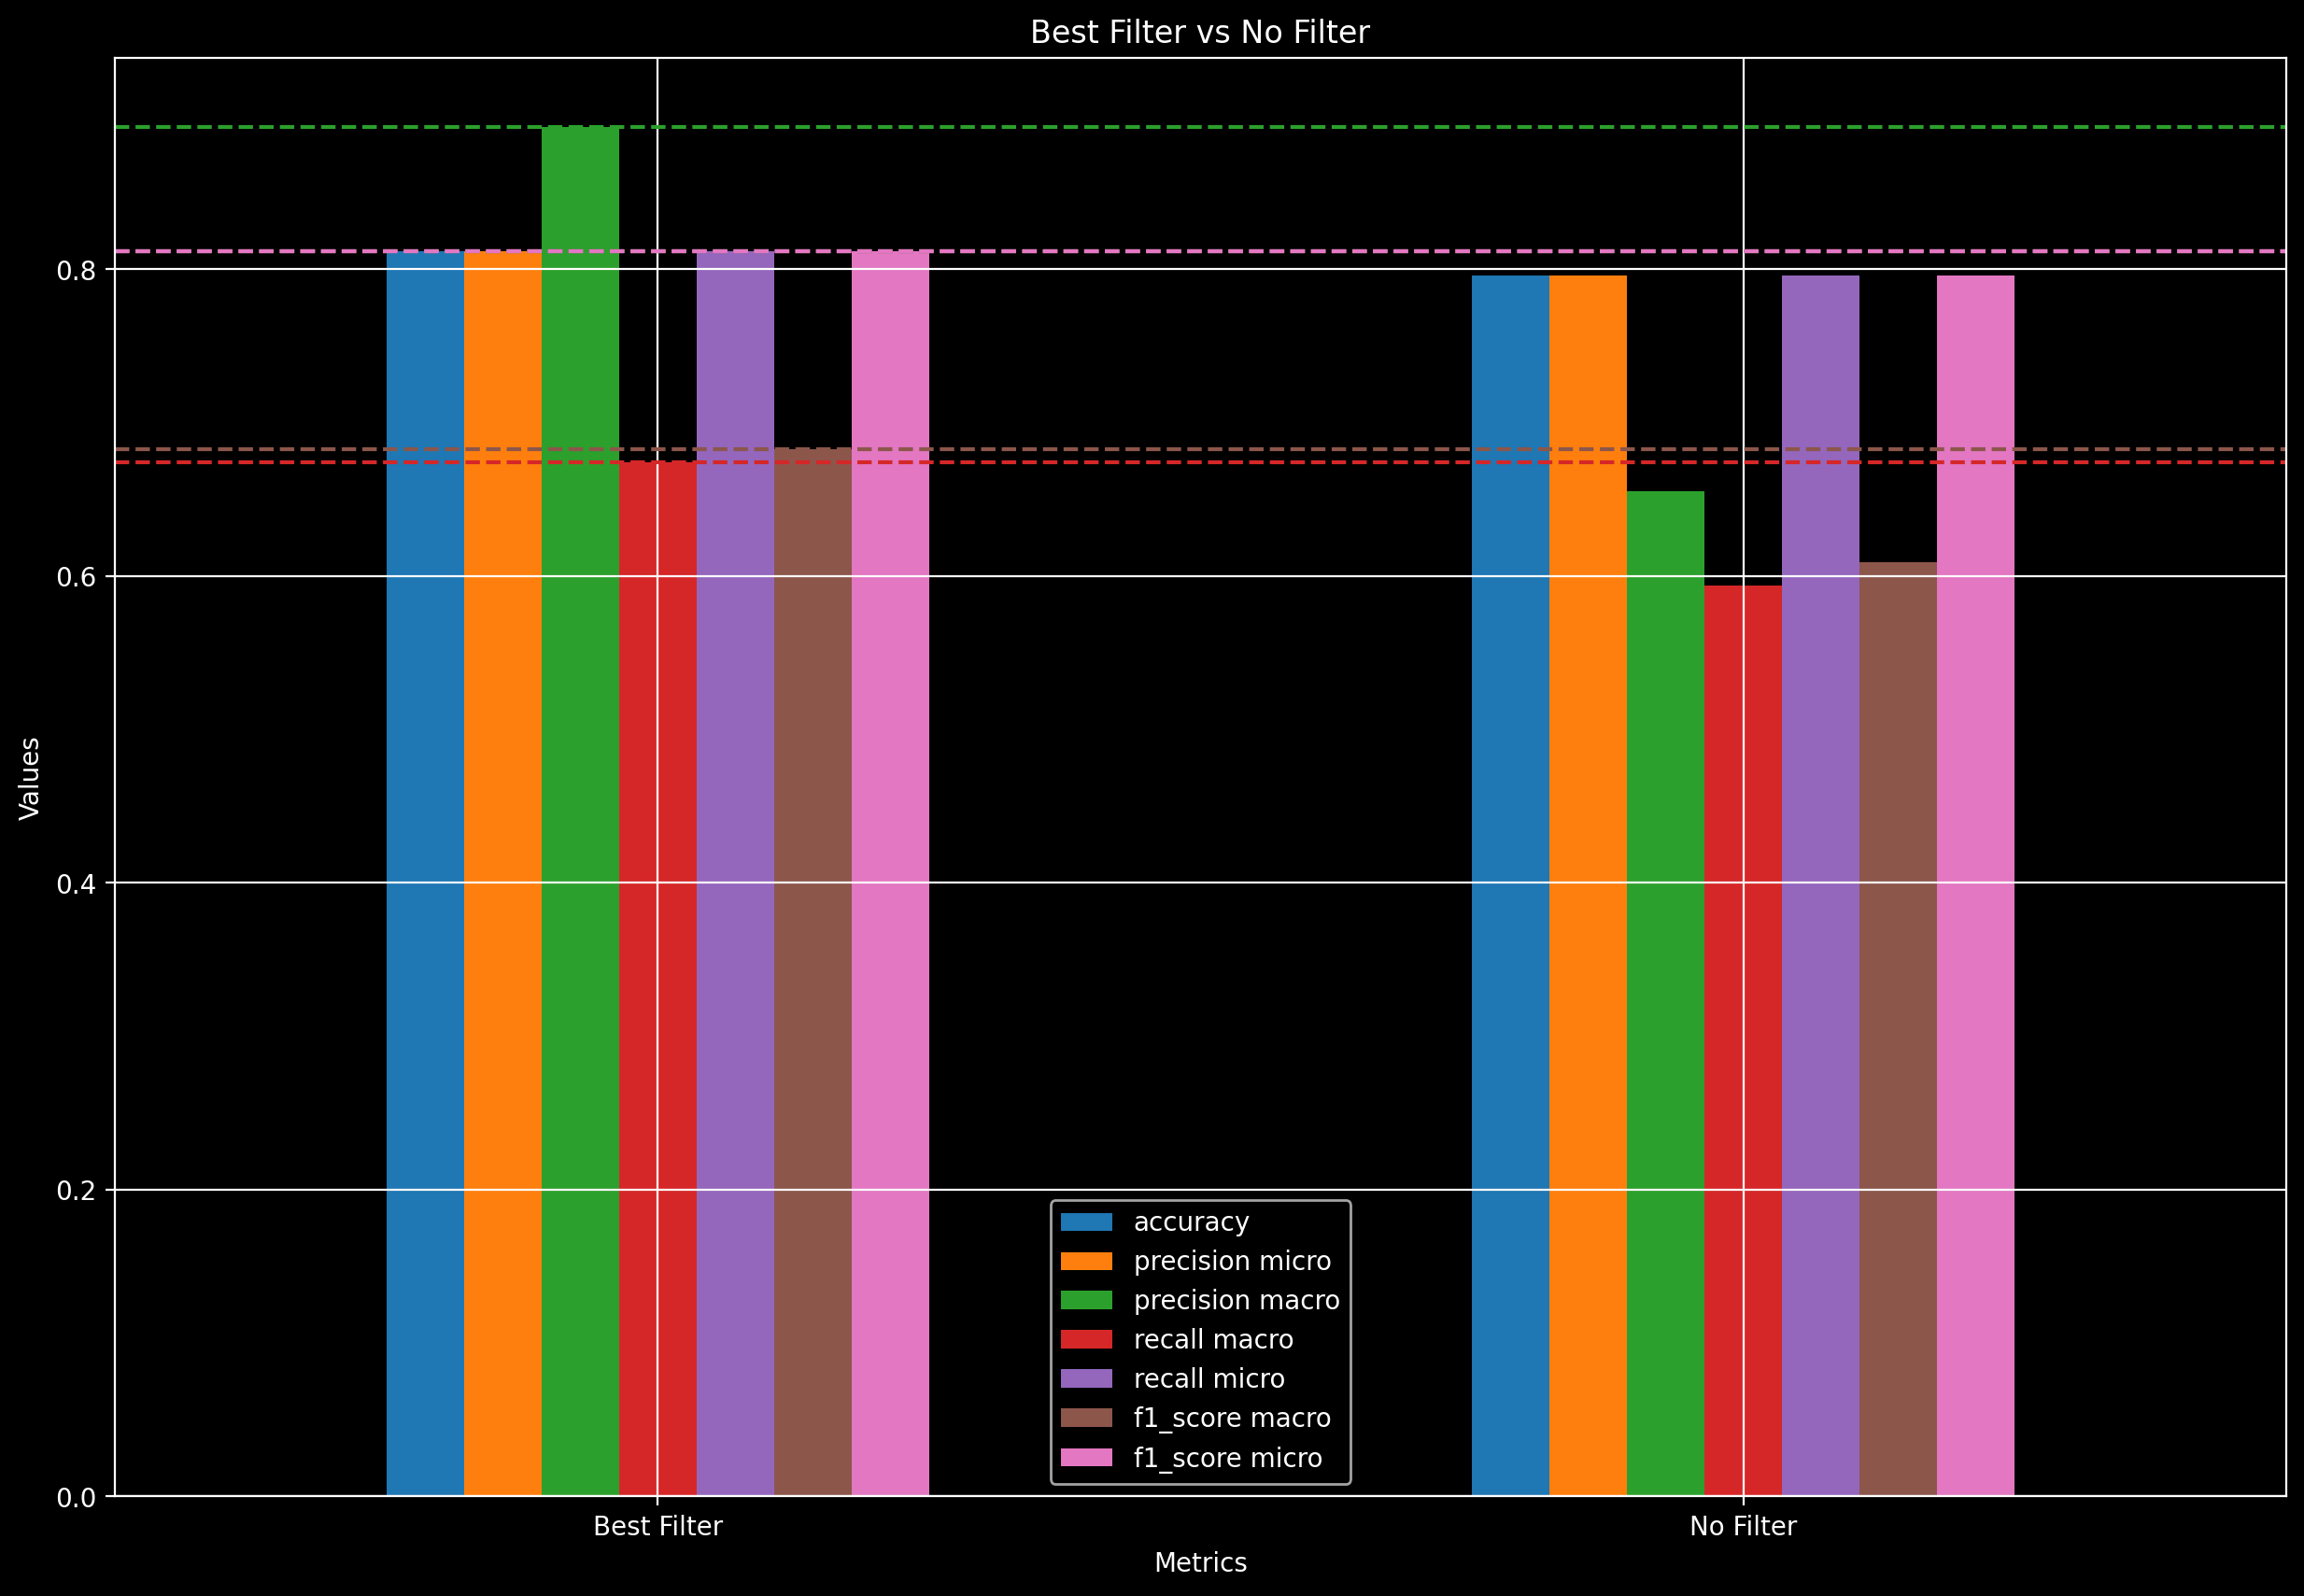 Best Filter vs No Filter
Values
0.8
0.6
0.4
0.2
0.0
accuracy
precision micro
precision macro
recall macro
recall micro
f1_score macro
f1_score micro
Best Filter
No Filter
Metrics